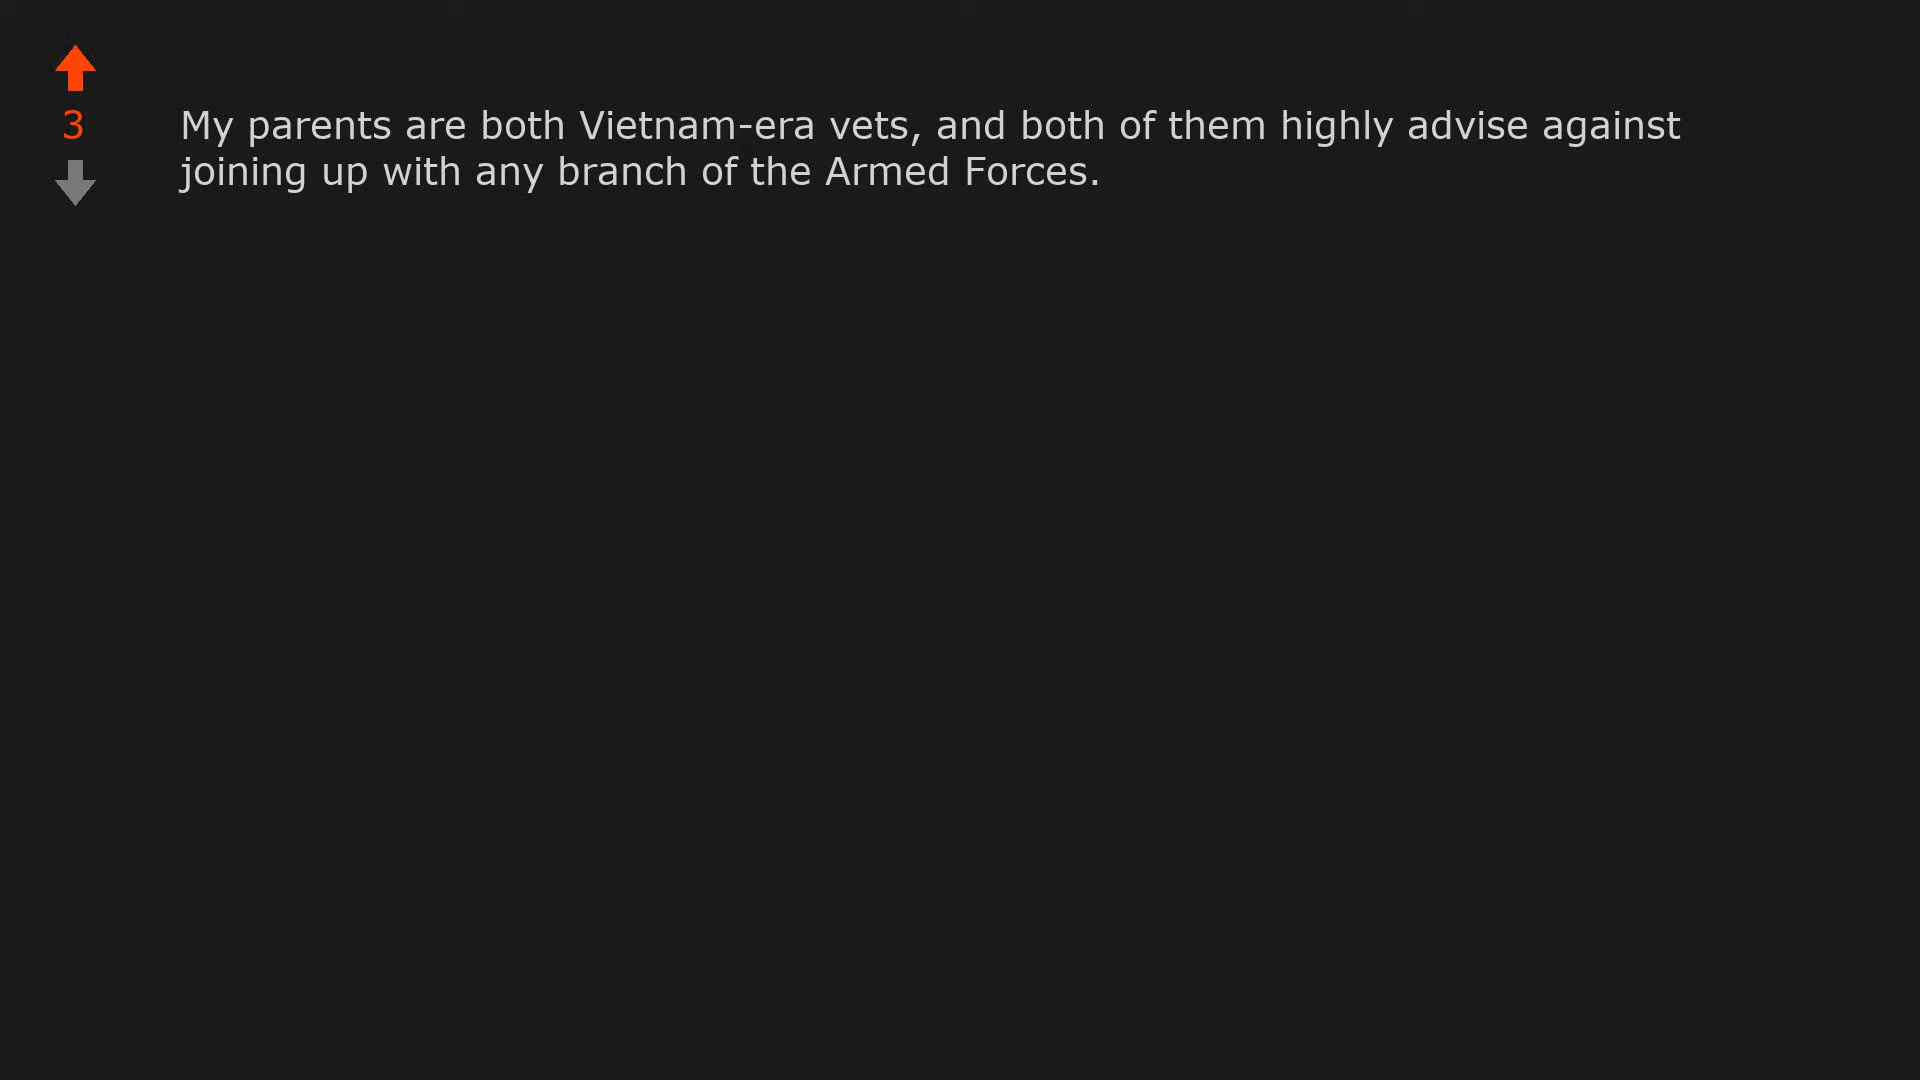 3
My parents are both Vietnam-era vets, and both of them highly advise against
joining up with any branch of the Armed Forces.